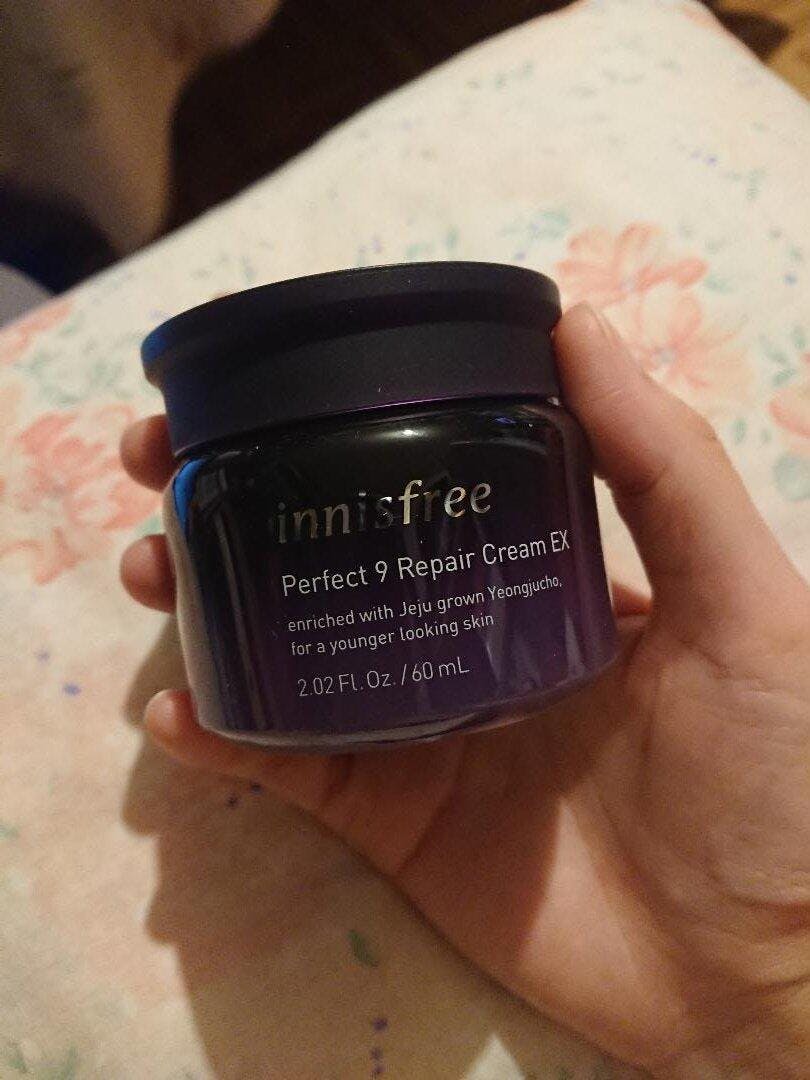 innisfree
Perfect 9 Repair Cream EX
enriched with Jeju grown Yeongjucho,
for a younger looking skin
2.02 Fl. Oz. / 60 mL